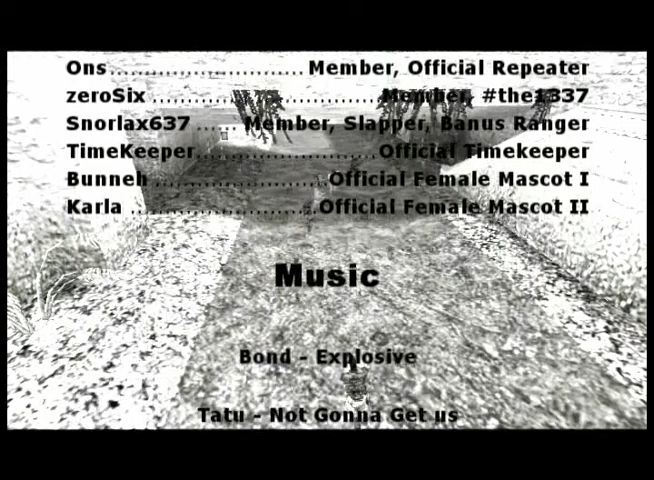 Ons.............................Member, Official Repeater
zeroSix ....................................Member, #the1337
Snorlax637 .......Member, Slapper, Banus Ranger
TimeKeeper.........................Official Timekeeper
Bunneh .........................Official Female Mascot I
Karla ..........................Official Female Mascot II
Music
Bond - Explosive
Tatu - Not Gonna Get us